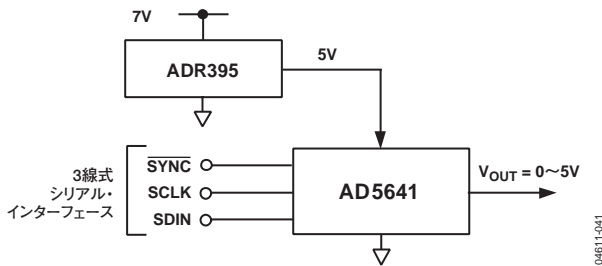 7V
ADR395
5V
3線式
シリアル・
インターフェース
SYNC
SCLK
SDIN
AD5641
VOUT = 0～5V
04611-041